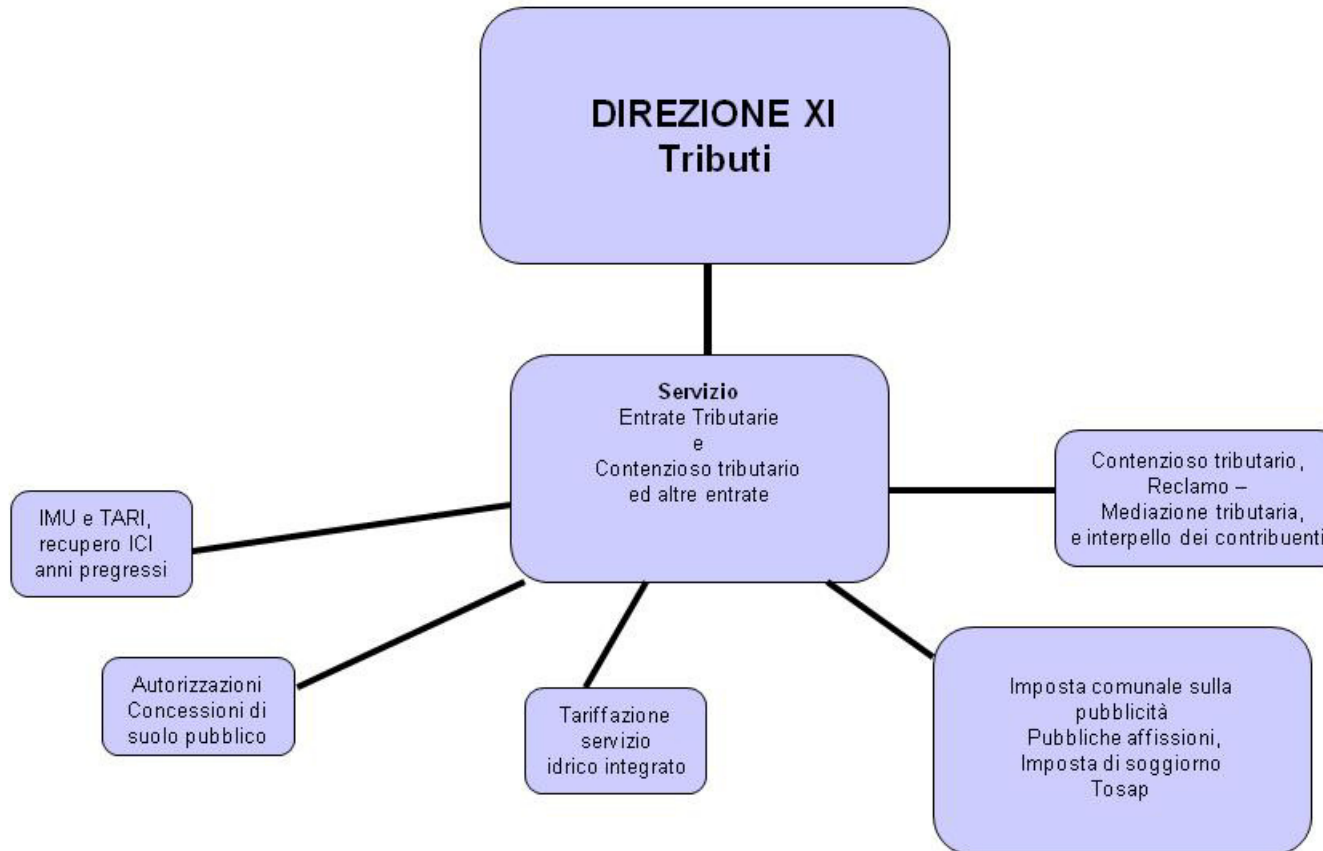 DIREZIONE XI
Tributi
Servizio
Entrate Tributarie
e
Contenzioso tributario
ed altre entrate
Contenzioso tributario,
Reclamo –
Mediazione tributaria,
e interpello dei contribuenti
IMU e TARI,
recupero ICI
anni pregressi
Autorizzazioni
Concessioni di
suolo pubblico
Tariffazione
servizio
idrico integrato
Imposta comunale sulla
pubblicità
Pubbliche affissioni,
Imposta di soggiorno
Tosap